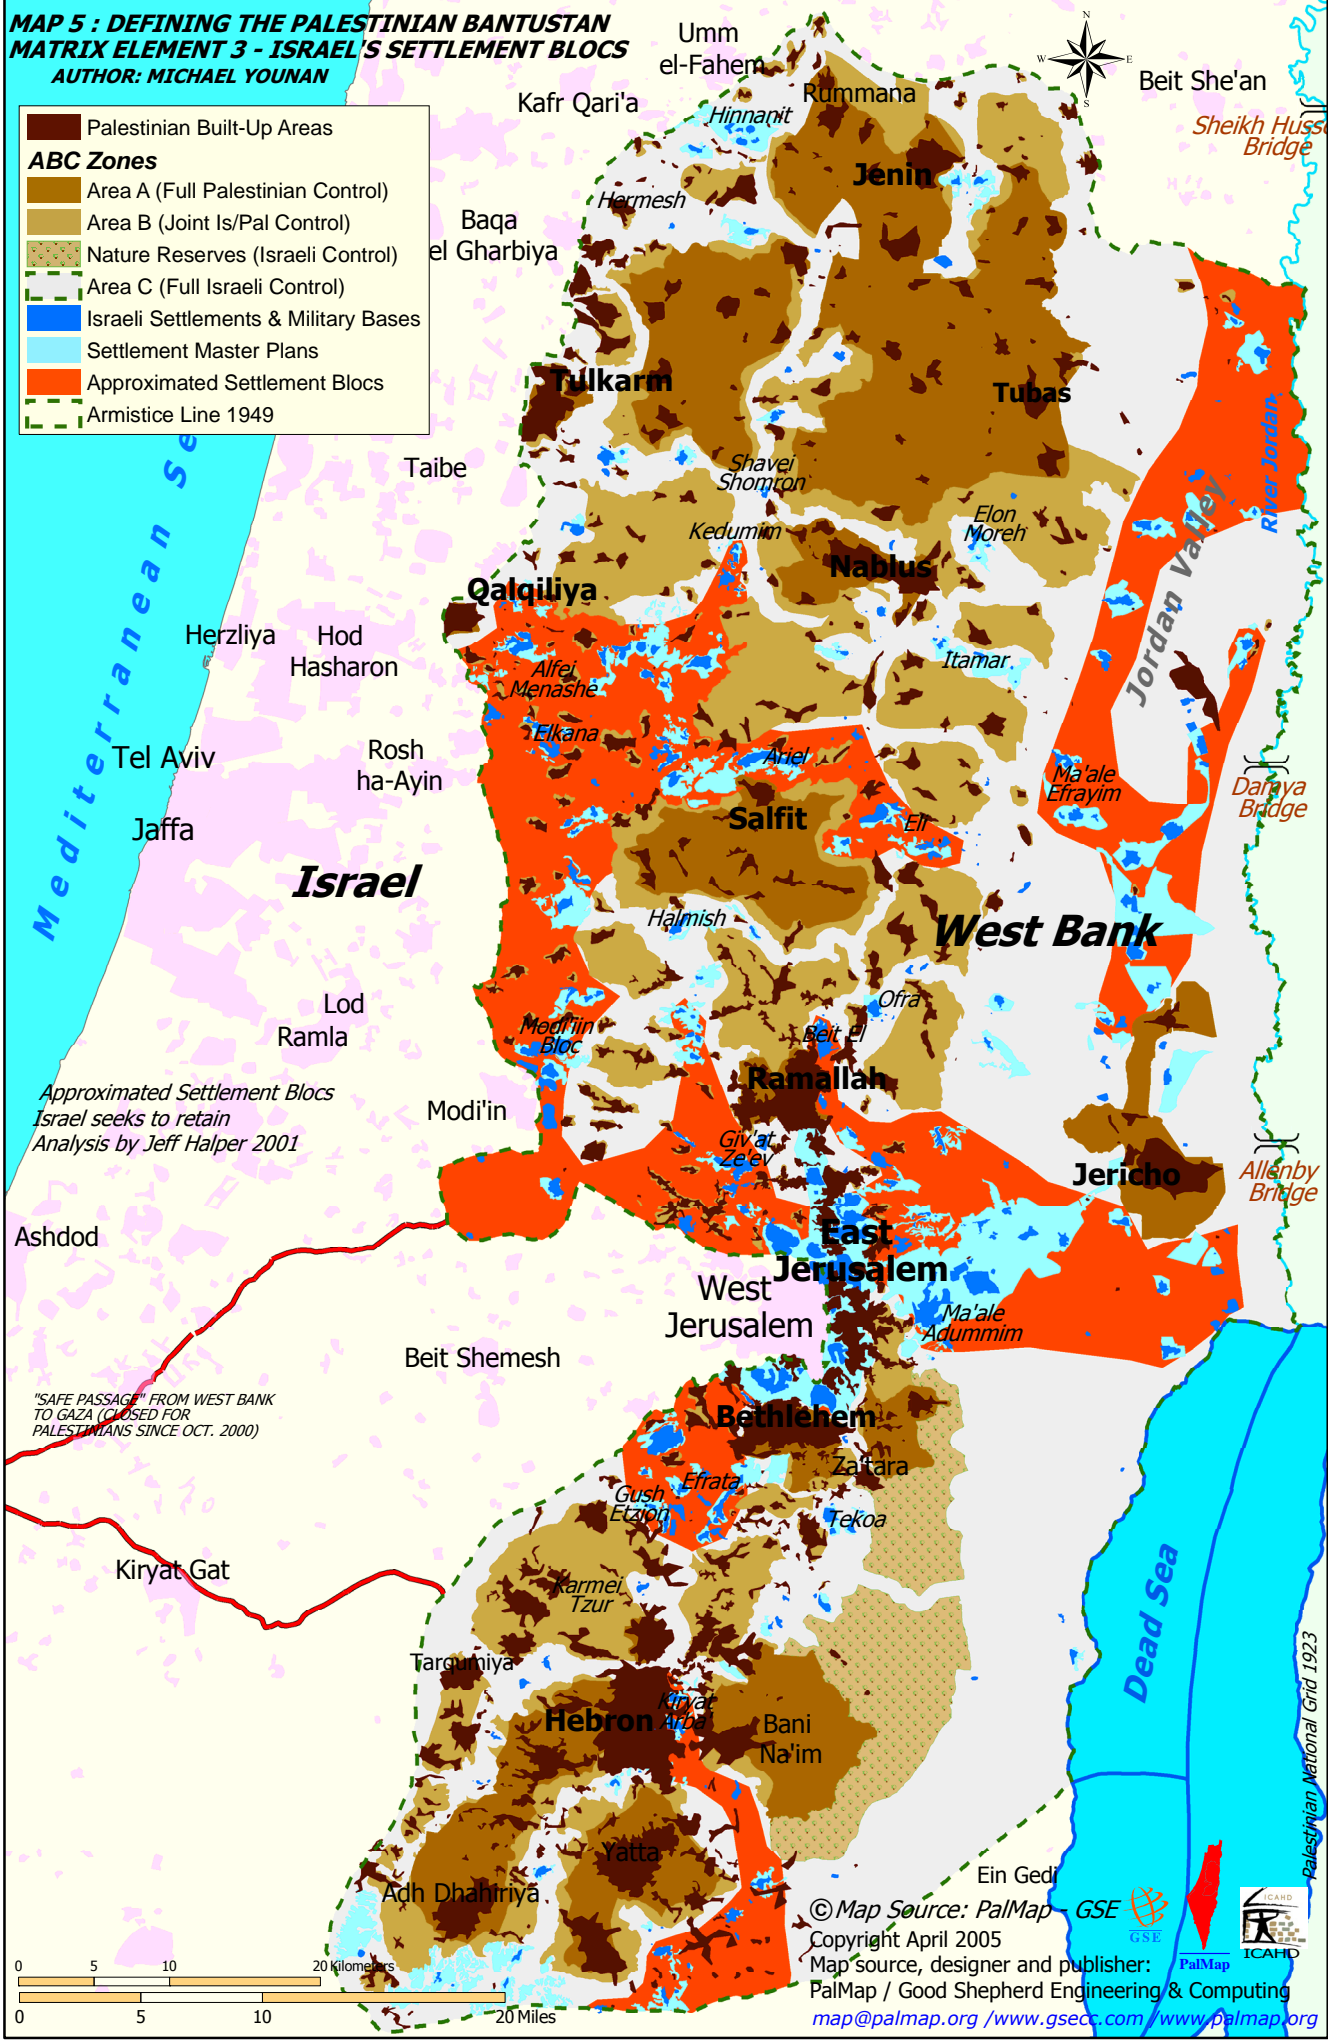 MAP 5 : DEFINING THE PALESTINIAN BANTUSTAN
MATRIX ELEMENT 3 - ISRAEL'S SETTLEMENT BLOCS
AUTHOR: MICHAEL YOUNAN
Palestinian Built-Up Areas
ABC Zones
Area A (Full Palestinian Control)
Area B (Joint Is/Pal Control)
Nature Reserves (Israeli Control)
Area C (Full Israeli Control)
Israeli Settlements & Military Bases
Settlement Master Plans
Approximated Settlement Blocs
Armistice Line 1949
N
W
E
S
Umm
el-Fahem
Kafr Qari'a
Rummana
Hinnanit
Beit She'an
Sheikh Huss
Bridge
Jenin
Hermesh
Baqa
el Gharbiya
Tulkarm
Tubas
Taibe
Shavei
Shomron
Kedumim
Elon
Moreh
River Jordan
Jordan Valley
Mediterranean Se
Nablus
Qalqiliya
Herzliya
Hod
Hasharon
Alfei
Menashe
Itamar
Elkana
Tel Aviv
Rosh
ha-Ayin
Ariel
Ma'ale
Efrayim
Damya
Bridge
Jaffa
Salfit
Eli
Israel
Halmish
West Bank
Lod
Ramla
Ofra
Modi'iin
Bloc
Beit El
Ramallah
Approximated Settlement Blocs
Israel seeks to retain
Analysis by Jeff Halper 2001
Modi'in
Giv'at
Ze'ev
Jericho
Allenby
Bridge
Ashdod
East
Jerusalem
West
Jerusalem
Ma'ale
Adummim
Beit Shemesh
"SAFE PASSAGE" FROM WEST BANK
TO GAZA (CLOSED FOR
PALESTINIANS SINCE OCT. 2000)
Bethlehem
Za'tara
Efrata
Gush
Etzion
Tekoa
Kiryat Gat
Karmei
Tzur
Dead Sea
Tarqumiya
Kiryat
Arba'
Hebron
Bani
Na'im
Palestinian National Grid 1923
Yatta
Adh Dhahiriya
Ein Gedi
© Map Source: PalMap - GSE
Copyright April 2005
Map source, designer and publisher:
PalMap / Good Shepherd Engineering & Computing
map@palmap.org /www.gsecc.com /www.palmap.org
GSE
PalMap
ICAHD
ICAHD
0 5 10 20 Kilometers
0 5 10 20 Miles